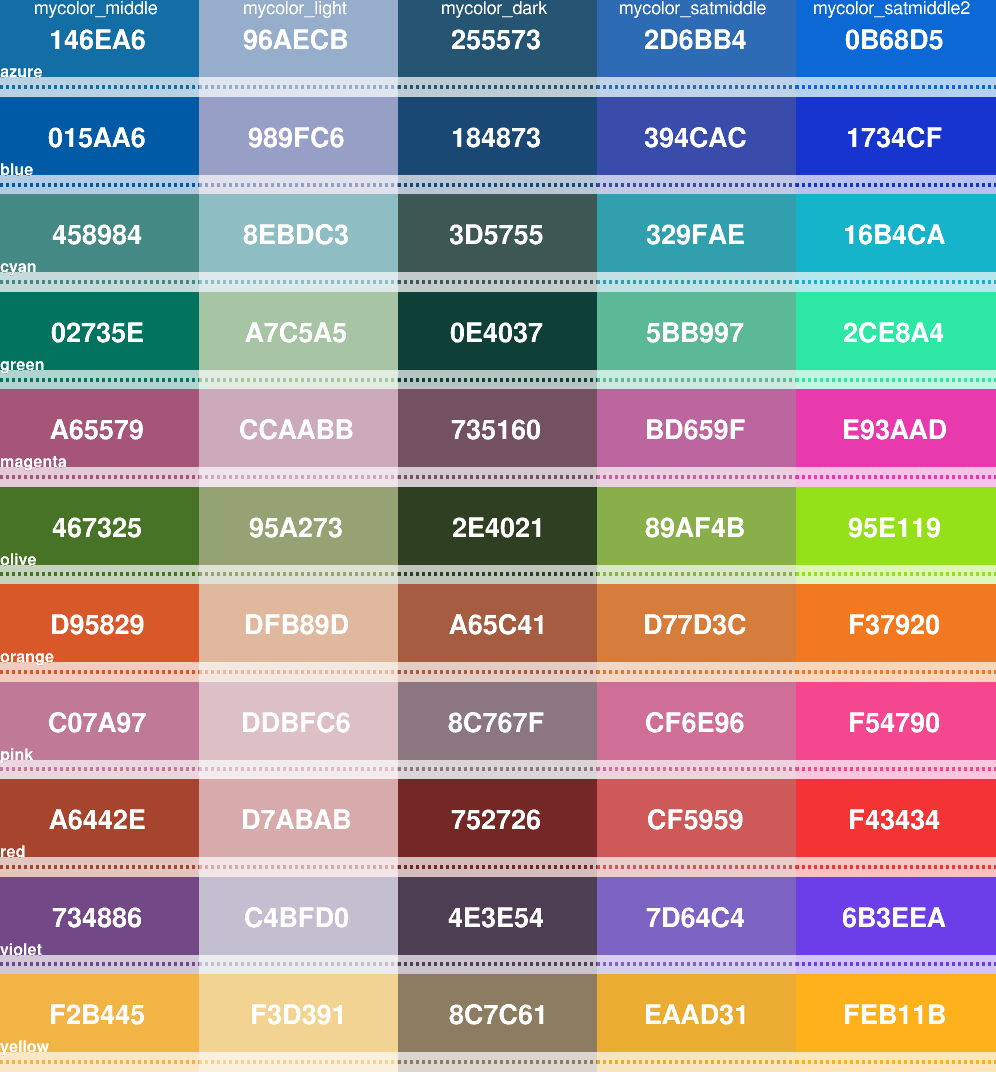 mycolor_middle mycolor_light mycolor_dark mycolor_satmiddle mycolor_satmiddle2
146EA6 96AECB 255573 2D6BB4 0B68D5
azure
015AA6 989FC6 184873 394CAC 1734CF
blue
458984 8EBDC3 3D5755 329FAE 16B4CA
cyan
02735E A7C5A5 0E4037 5BB997 2CE8A4
green
A65579 CCAABB 735160 BD659F E93AAD
magenta
467325 95A273 2E4021 89AF4B 95E119
olive
D95829 DFB89D A65C41 D77D3C F37920
orange
C07A97 DDBFC6 8C767F CF6E96 F54790
pink
A6442E D7ABAB 752726 CF5959 F43434
red
734886 C4BFD0 4E3E54 7D64C4 6B3EEA
violet
F2B445 F3D391 8C7C61 EAAD31 FEB11B
yellow